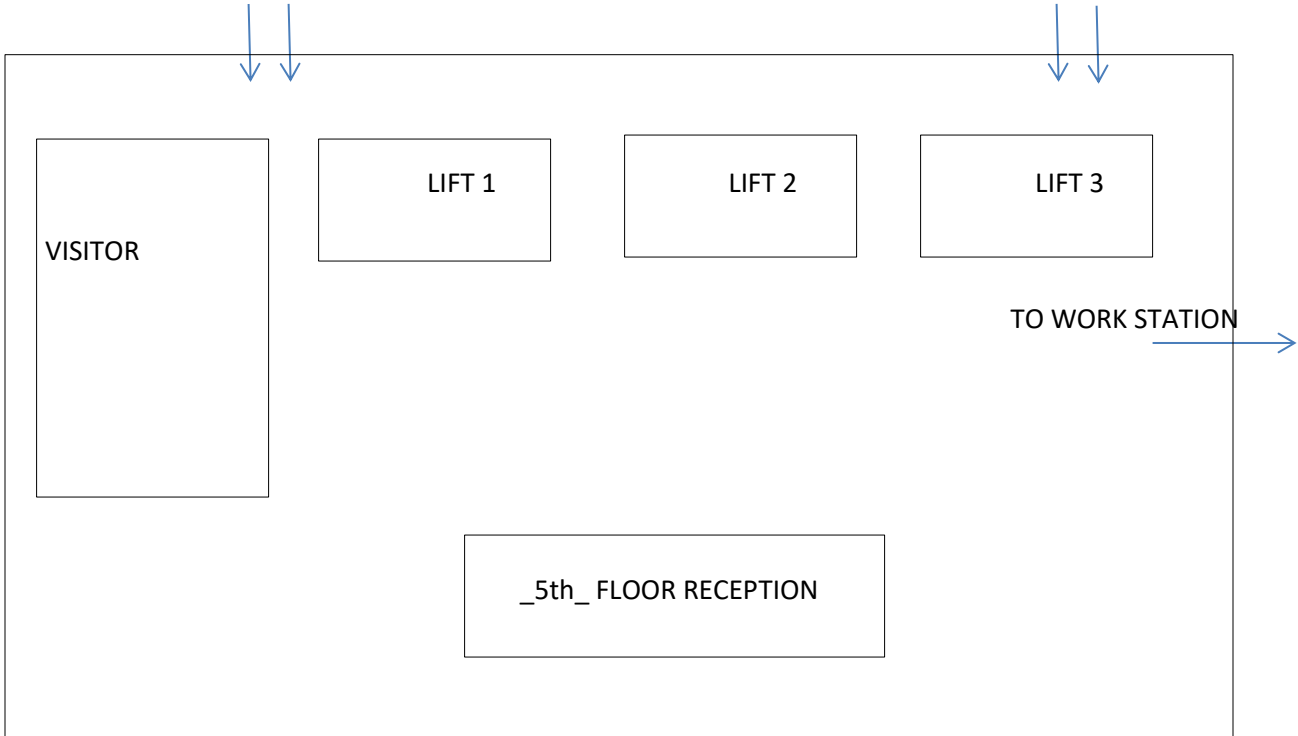 LIFT 1
LIFT 2
LIFT 3
VISITOR
TO WORK STATION
_5th_ FLOOR RECEPTION